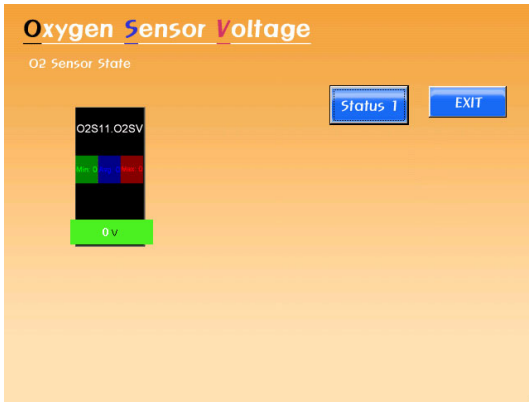 Oxygen Sensor Voltage
O2 Sensor State
Status 1
EXIT
O2S11.O2SV
Min: 0 Max: 0
0 V